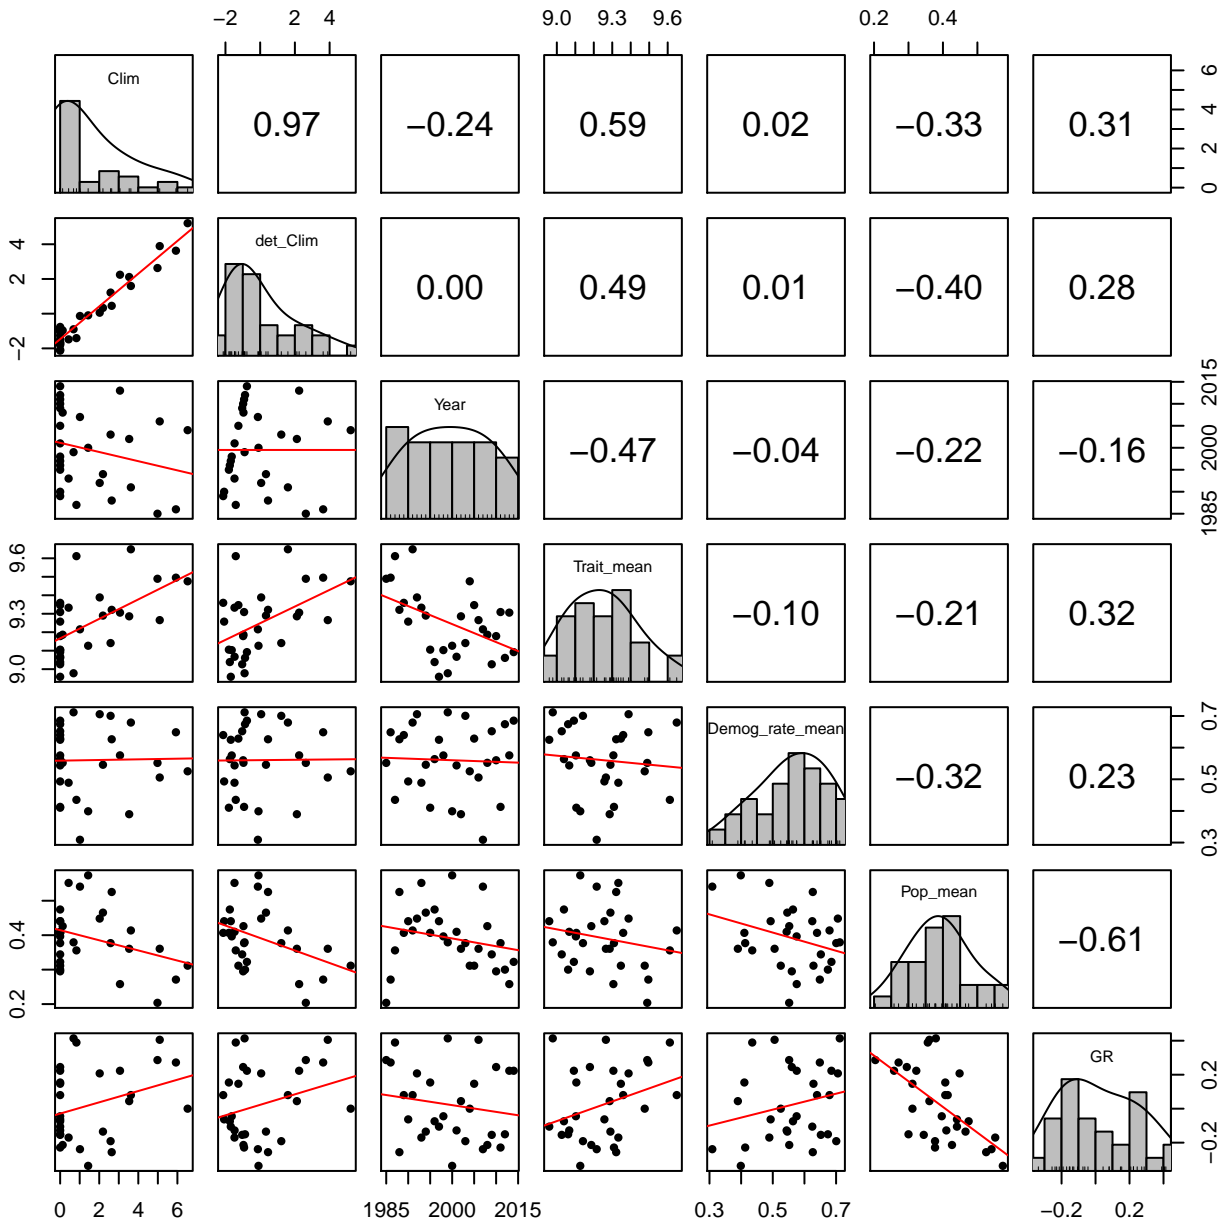 −2 2 4 9.0 9.3 9.6 0.2 0.4
Clim 0.97 −0.24 0.59 0.02 −0.33 0.31 0 2 4 6
−2 2 4 det_Clim 0.00 0.49 0.01 −0.40 0.28
Year −0.47 −0.04 −0.22 −0.16 1985 2000 2015
9.0 9.3 9.6 Trait_mean −0.10 −0.21 0.32
Demog_rate_mean −0.32 0.23 0.3 0.5 0.7
0.2 0.4 Pop_mean −0.61
GR −0.2 0.2
0 2 4 6 1985 2000 2015 0.3 0.5 0.7 −0.2 0.2